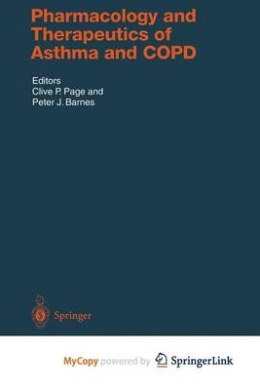 Pharmacology and
Therapeutics of
Asthma and COPD
Editors
Clive P. Page and
Peter J. Barnes
Springer
MyCopy powered by SpringerLink